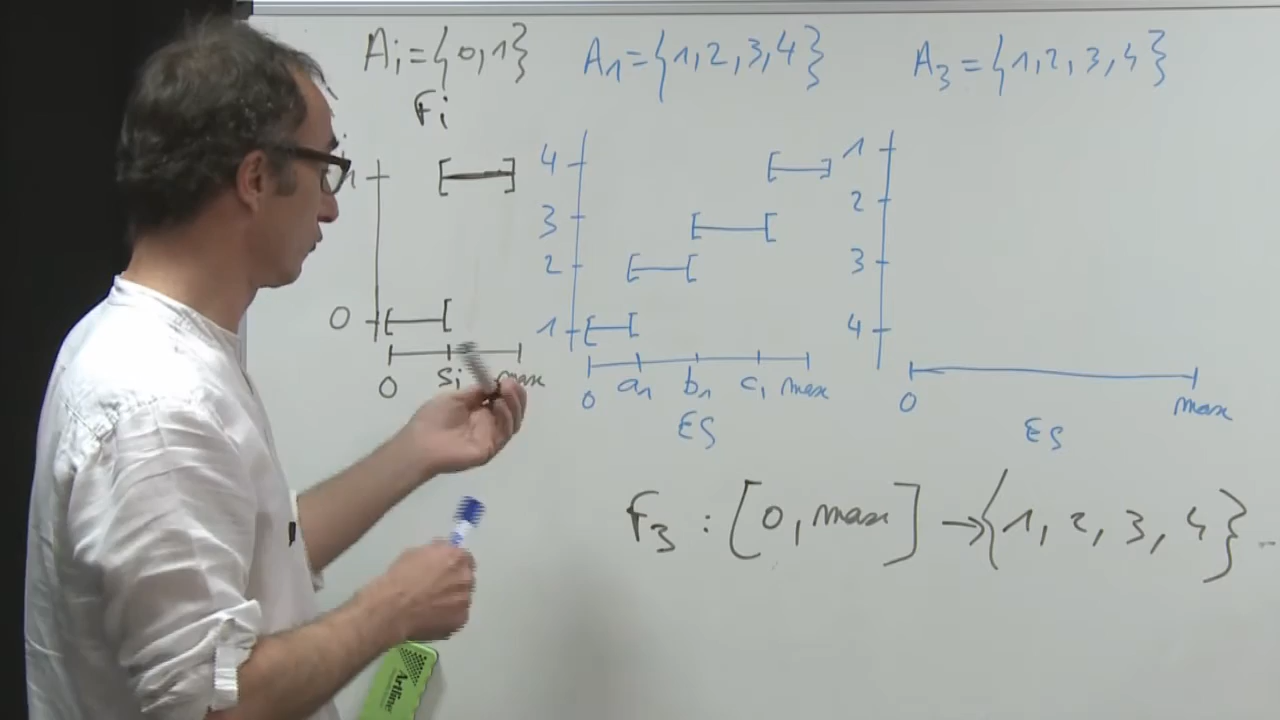 Ai={0,1}
Fi
1
0
0 si max
A1={1,2,3,4}
4
3
2
1
0 a1 b1 c1 max
ES
A3={1,2,3,4}
1
2
3
4
0 max
ES
F3 : [0, max] → {1, 2, 3, 4}
Artline